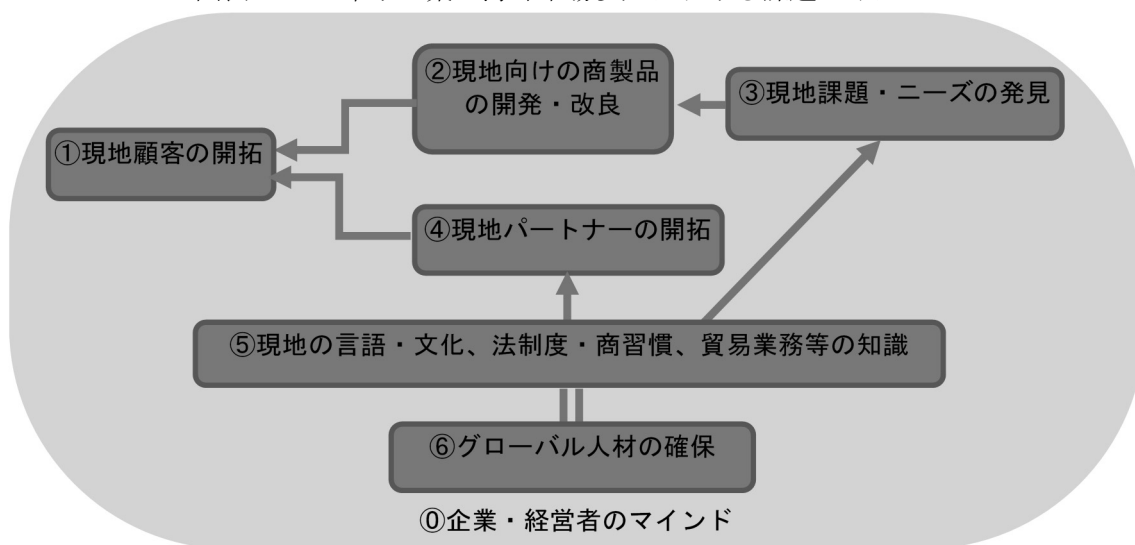 ②現地向けの商製品
の開発・改良
③現地課題・ニーズの発見
①現地顧客の開拓
④現地パートナーの開拓
⑤現地の言語・文化、法制度・商習慣、貿易業務等の知識
⑥グローバル人材の確保
⓪企業・経営者のマインド